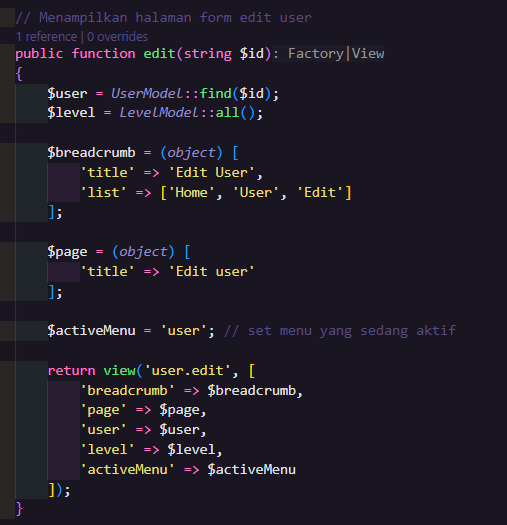 // Menampilkan halaman form edit user
1 reference | 0 overrides
public function edit(string $id): Factory|View
{
    $user = UserModel::find($id);
    $level = LevelModel::all();

    $breadcrumb = (object) [
        'title' => 'Edit User',
        'list' => ['Home', 'User', 'Edit']
    ];

    $page = (object) [
        'title' => 'Edit user'
    ];

    $activeMenu = 'user'; // set menu yang sedang aktif

    return view('user.edit', [
        'breadcrumb' => $breadcrumb,
        'page' => $page,
        'user' => $user,
        'level' => $level,
        'activeMenu' => $activeMenu
    ]);
}